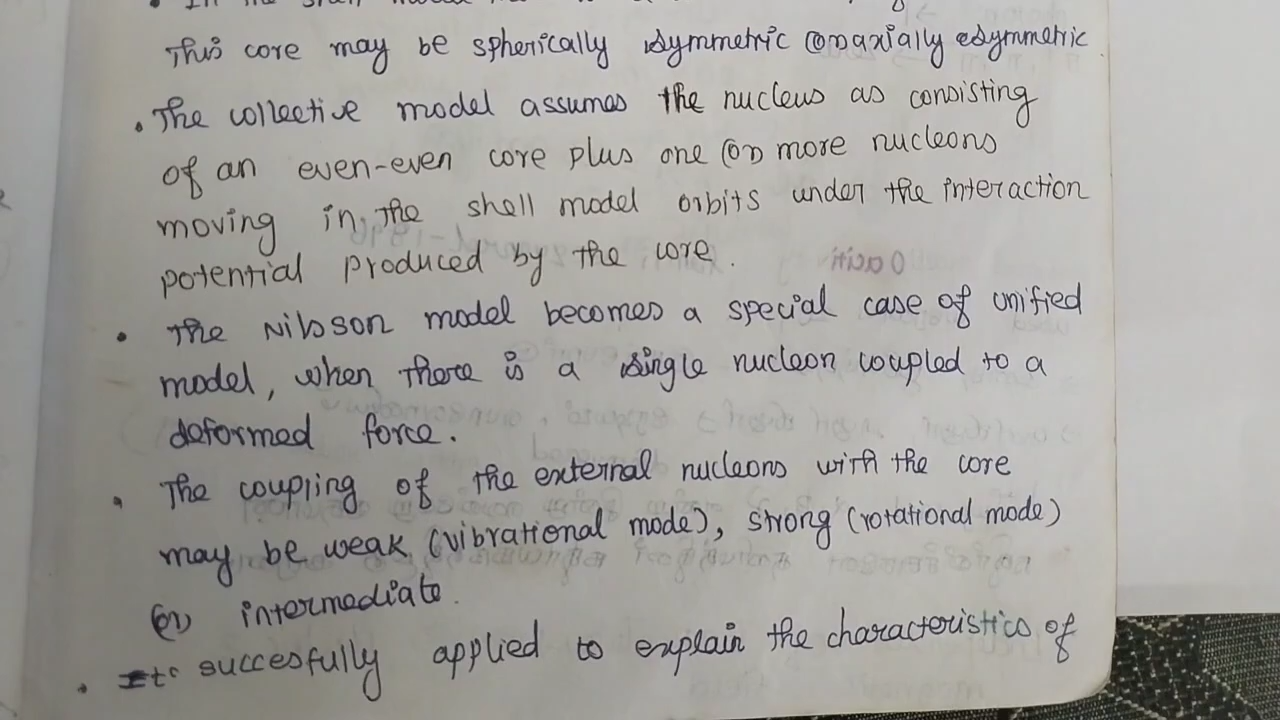 This core may be spherically symmetric (or) axially asymmetric
• The collective model assumes the nucleus as consisting
of an even-even core plus one (or) more nucleons
moving in the shell model orbits under the interaction
potential produced by the core.
• The Nilsson model becomes a special case of unified
model, when there is a single nucleon coupled to a
deformed force.
• The coupling of the external nucleons with the core
may be weak (vibrational mode), strong (rotational mode)
(or) intermediate.
• It succesfully applied to explain the characteristics of